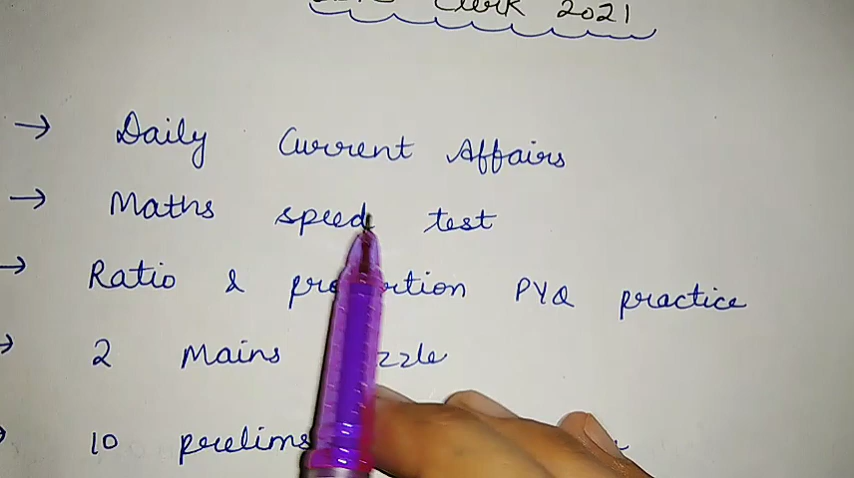 Clerk 2021
→ Daily Current Affairs
→ Maths speed test
→ Ratio & proportion PYQ practice
→ 2 Mains
→ 10 prelims